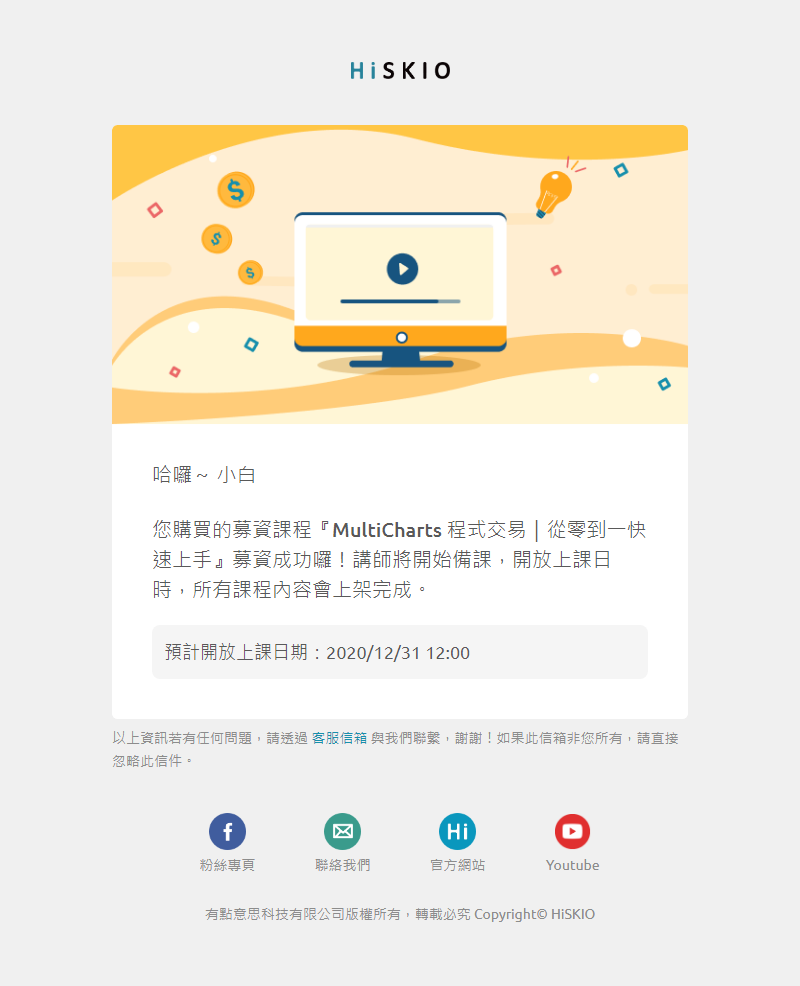 HiSKIO
$
$
$
哈囉～ 小白
您購買的募資課程『MultiCharts 程式交易｜從零到一快
速上手』募資成功囉！講師將開始備課，開放上課日
時，所有課程內容會上架完成。
預計開放上課日期：2020/12/31 12:00
以上資訊若有任何問題，請透過 客服信箱 與我們聯繫，謝謝！如果此信箱非您所有，請直接
忽略此信件。
f
Hi
粉絲專頁
聯絡我們
官方網站
Youtube
有點意思科技有限公司版權所有，轉載必究 Copyright© HiSKIO